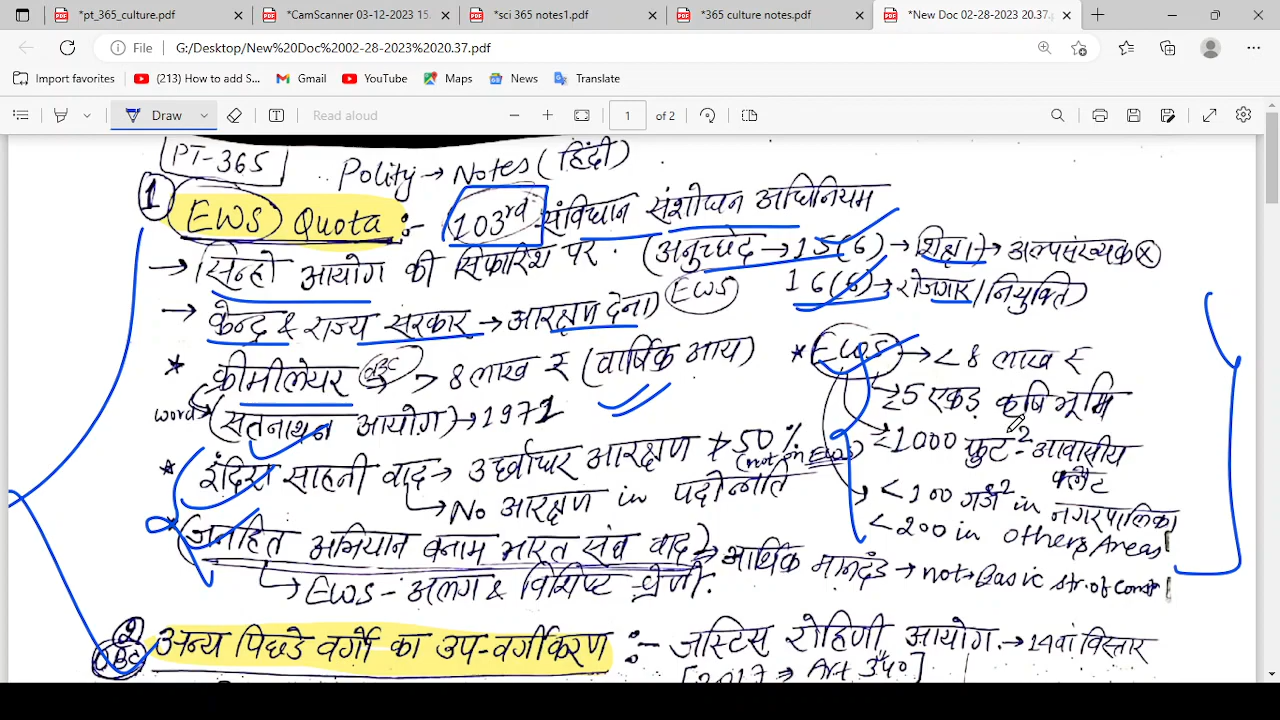 *pt_365_culture.pdf
*CamScanner 03-12-2023 15.
*sci 365 notes1.pdf
*365 culture notes.pdf
*New Doc 02-28-2023 20.37.p
File G:/Desktop/New%20Doc%2002-28-2023%2020.37.pdf
Import favorites (213) How to add S... Gmail YouTube Maps News Translate
Draw Read aloud 1 of 2
PT-365 Polity → Notes (हिंदी)
1 EWS Quota :- 103rd संविधान संशोधन अधिनियम
→ सिन्हो आयोग की सिफारिश पर. (अनुच्छेद → 15(6) → शिक्षा) → अल्पसंख्यक
16(6) → रोजगार/नियुक्ति)
→ केन्द्र & राज्य सरकार → आरक्षण देना) EWS
* क्रीमीलेयर OBC → 8 लाख ₹ (वार्षिक आय)
* EWS → < 8 लाख ₹
word → (सतनाथन आयोग) → 1971
≥5 एकड़ कृषि भूमि
≥1000 फुट2 - आवासीय फ्लैट
* इंदिरा साहनी वाद → उर्ध्वाधर आरक्षण ≯ 50% (not in EWS)
→ No आरक्षण in पदोन्नति
< 100 गज2 in नगरपालिका
< 200 in others Areas
* जनहित अभियान बनाम भारत संघ वाद) → आर्थिक मानदंड → not → Basic str. of const
→ EWS - अलग & विशिष्ट श्रेणी.
2 OBC अन्य पिछड़े वर्गों का उप-वर्गीकरण :- जस्टिस रोहिणी आयोग. → 14वां विस्तार
[2017 ⇒ Art 340]